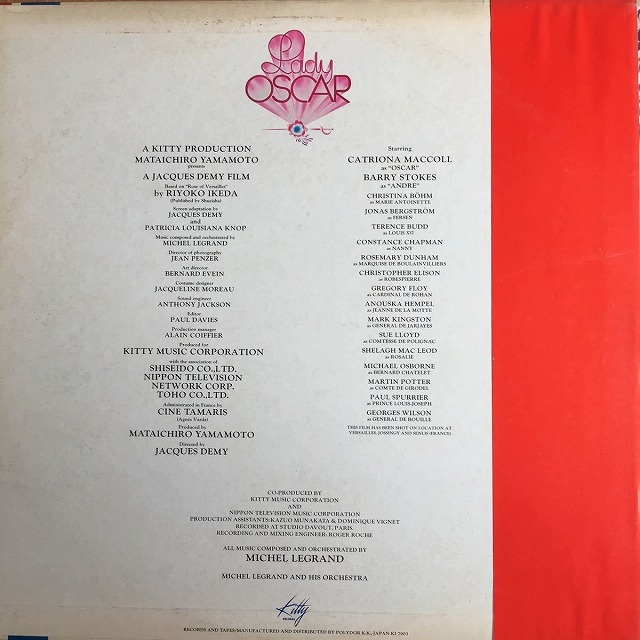 Lady
OSCAR
A KITTY PRODUCTION
MATAICHIRO YAMAMOTO
presents
A JACQUES DEMY FILM
Based on "Rose of Versailles"
by RIYOKO IKEDA
(Published by Shueisha)
Screen adaptation by
JACQUES DEMY
and
PATRICIA LOUISIANA KNOP
Music composed and orchestrated by
MICHEL LEGRAND
Director of photography
JEAN PENZER
Art director
BERNARD EVEIN
Costume designer
JACQUELINE MOREAU
Sound engineer
ANTHONY JACKSON
Editor
PAUL DAVIES
Production manager
ALAIN COIFFIER
Produced for
KITTY MUSIC CORPORATION
with the association of
SHISEIDO CO.,LTD.
NIPPON TELEVISION
NETWORK CORP.
TOHO CO.,LTD.
Administrated in France by
CINE TAMARIS
(Agnes Varda)
Produced by
MATAICHIRO YAMAMOTO
Directed by
JACQUES DEMY
Starring
CATRIONA MACCOLL
as "OSCAR"
BARRY STOKES
as "ANDRE"
CHRISTINA BÖHM
as MARIE ANTOINETTE
JONAS BERGSTROM
as FERSEN
TERENCE BUDD
as LOUIS XVI
CONSTANCE CHAPMAN
as NANNY
ROSEMARY DUNHAM
as MARQUISE DE BOULAINVILLIERS
CHRISTOPHER ELISON
as ROBESPIERRE
GREGORY FLOY
as CARDINAL DE ROHAN
ANOUSKA HEMPEL
as JEANNE DE LA MOTTE
MARK KINGSTON
as GENERAL DE JARJAYES
SUE LLOYD
as COMTESSE DE POLIGNAC
SHELAGH MAC LEOD
as ROSALIE
MICHAEL OSBORNE
as BERNARD CHATELET
MARTIN POTTER
as COMTE DE GIRODEL
PAUL SPURRIER
as PRINCE LOUIS-JOSEPH
GEORGES WILSON
as GENERAL DE BOUILLE
THIS FILM HAS BEEN SHOT ON LOCATION AT
VERSAILLES, JOSSINGY AND SENLIS (FRANCE)
CO-PRODUCED BY
KITTY MUSIC CORPORATION
AND
NIPPON TELEVISION MUSIC CORPORATION
PRODUCTION ASSISTANTS: KAZUO MUNAKATA & DOMINIQUE VIGNET
RECORDED AT STUDIO DAVOUT, PARIS.
RECORDING AND MIXING ENGINEER: ROGER ROCHE
ALL MUSIC COMPOSED AND ORCHESTRATED BY
MICHEL LEGRAND
MICHEL LEGRAND AND HIS ORCHESTRA
Kitty
RECORDS
RECORDS AND TAPES/MANUFACTURED AND DISTRIBUTED BY POLYDOR K.K., JAPAN-KI 7903